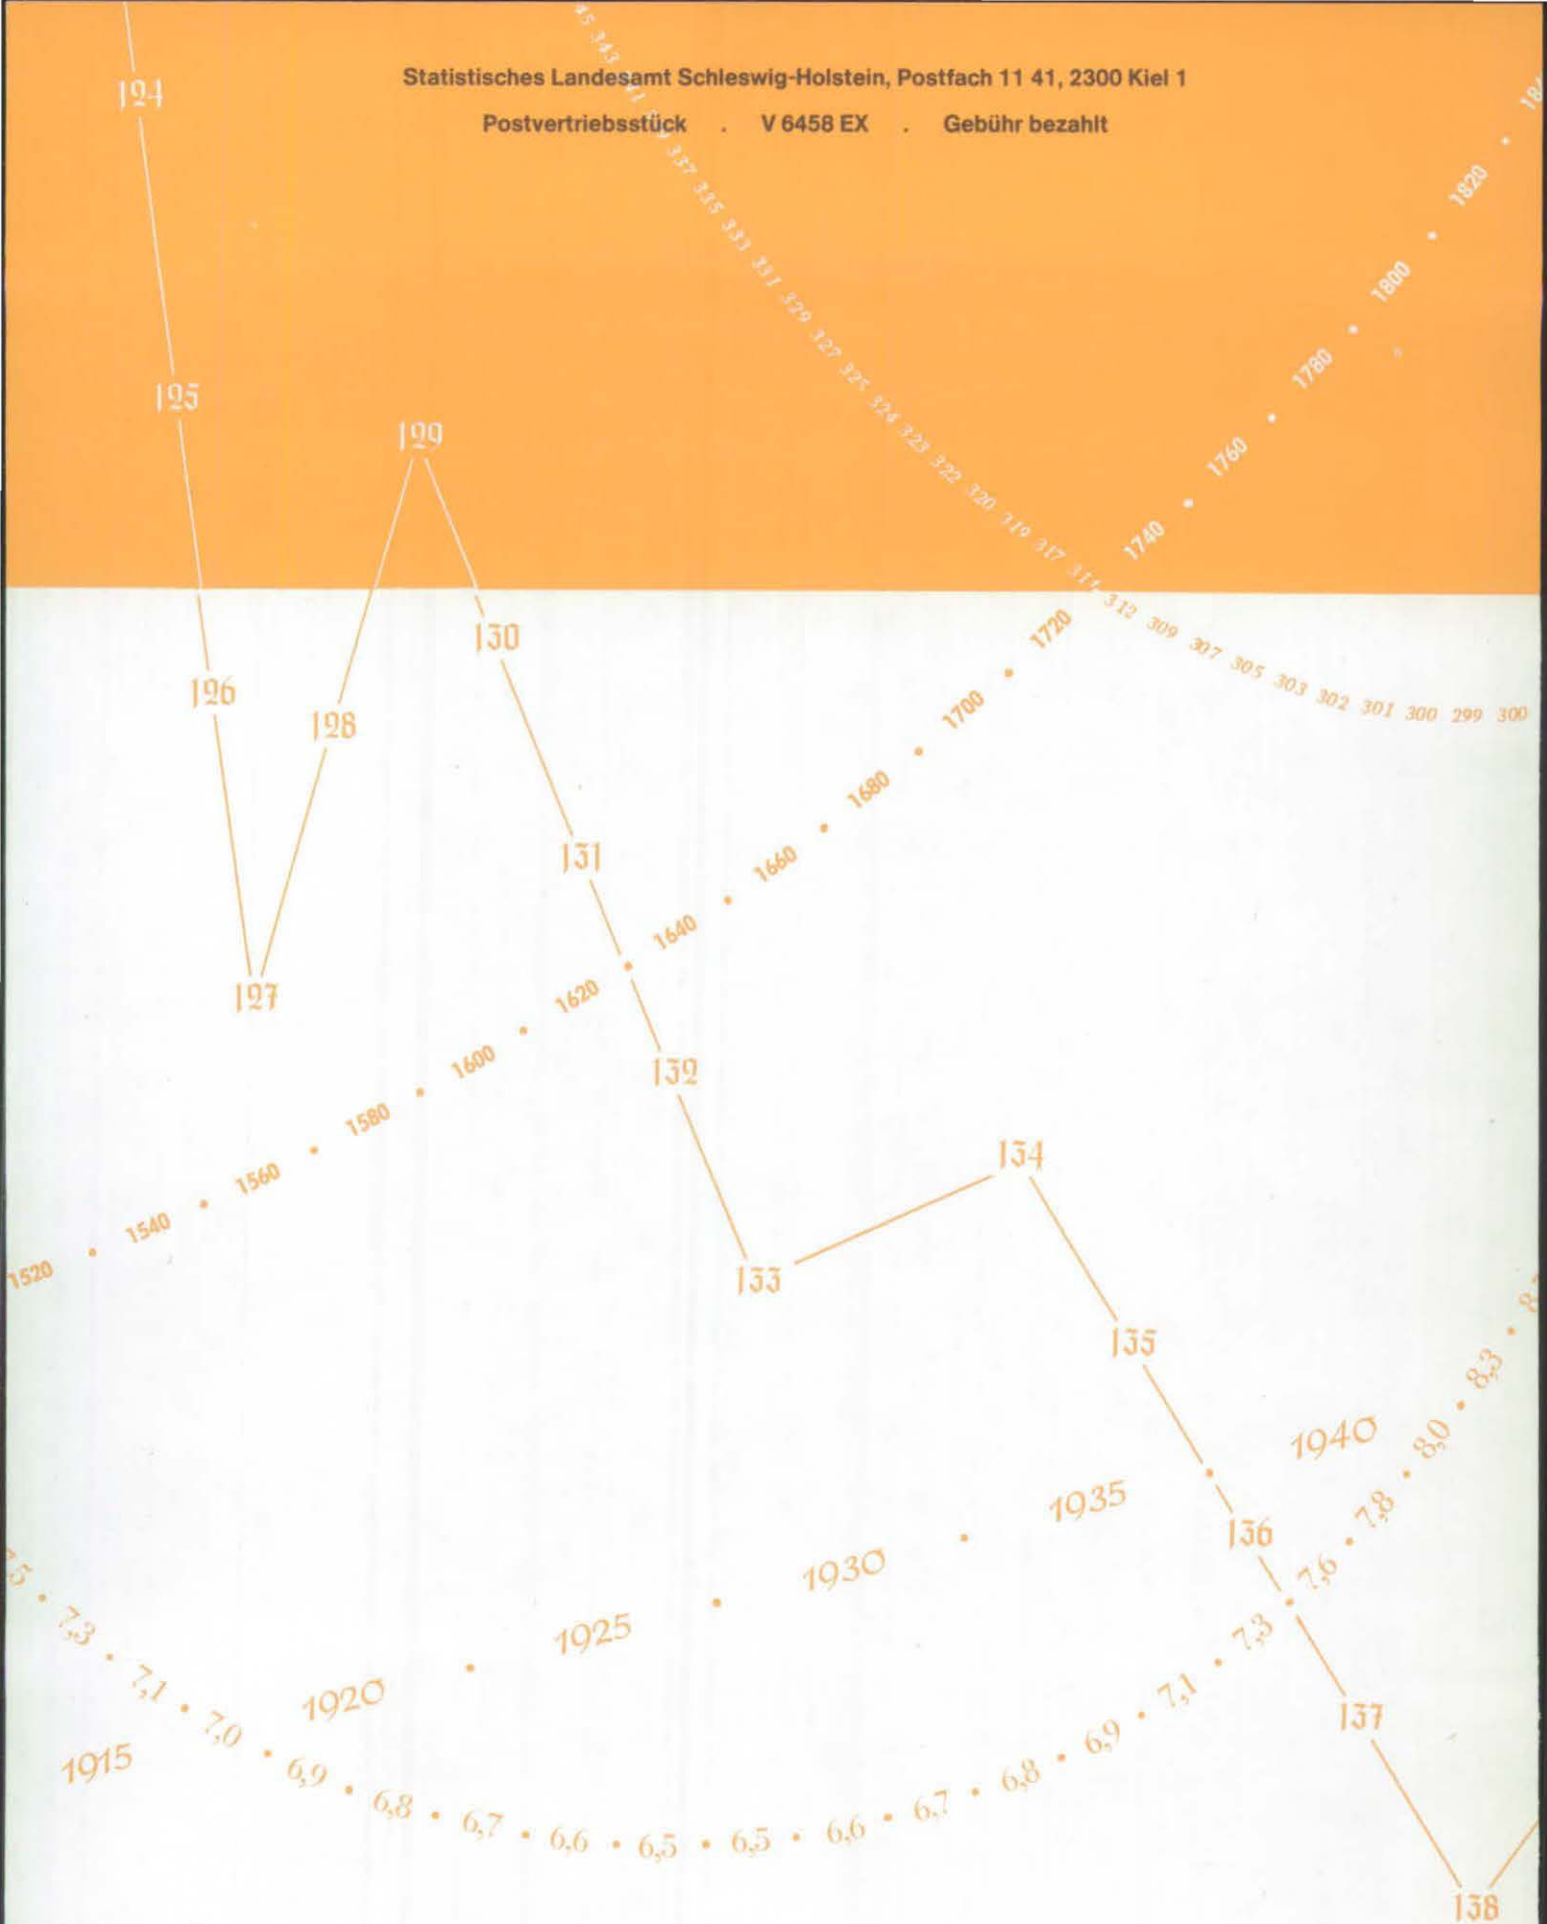 Statistisches Landesamt Schleswig-Holstein, Postfach 11 41, 2300 Kiel 1
Postvertriebsstück . V 6458 EX . Gebühr bezahlt
124
125
126
127
128
129
130
131
132
133
134
135
136
137
138
343
337 335 333 331 329 327 325 324 323 322 320 319 317 314 312 309 307 305 303 302 301 300 299 300
1520 • 1540 • 1560 • 1580 • 1600 • 1620 • 1640 • 1660 • 1680 • 1700 • 1720
1740 • 1760 • 1780 • 1800 • 1820 •
1915
1920 • 1925 • 1930 • 1935 • 1940
• 7,3 • 7,1 • 7,0 • 6,9 • 6,8 • 6,7 • 6,6 • 6,5 • 6,5 • 6,6 • 6,7 • 6,8 • 6,9 • 7,1 • 7,3 • 7,6 • 7,8 • 8,0 • 8,3 •